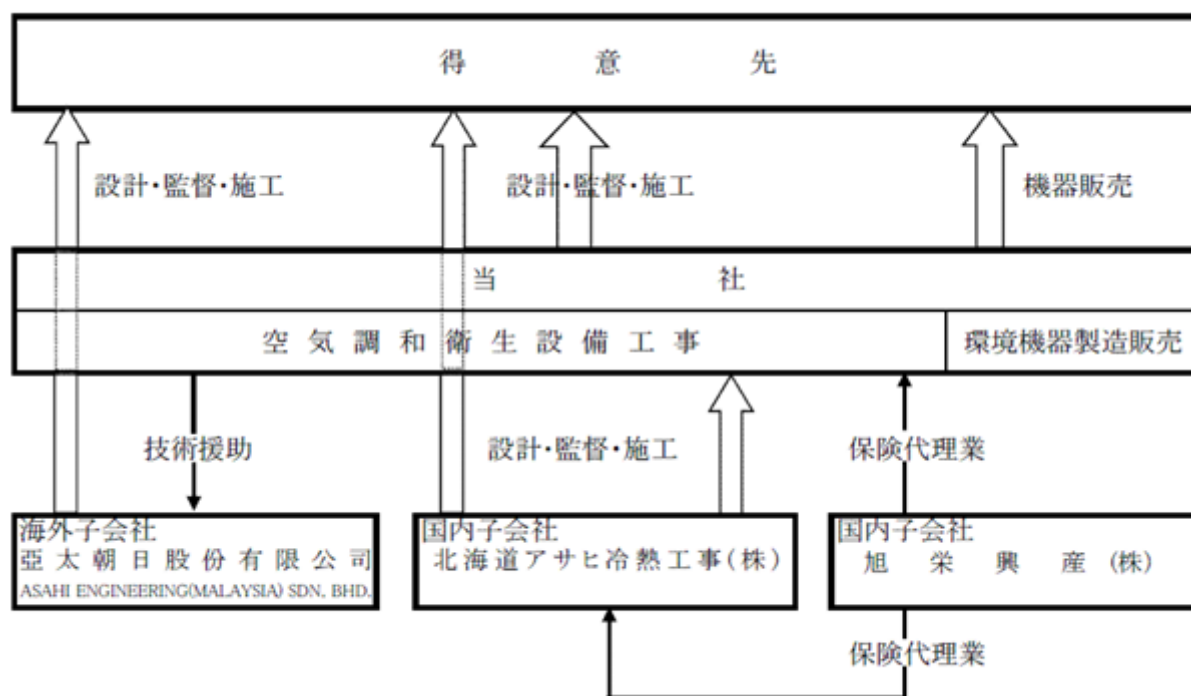 得意先
設計・監督・施工
設計・監督・施工
機器販売
当社
空気調和衛生設備工事
環境機器製造販売
技術援助
設計・監督・施工
保険代理業
海外子会社
亞太朝日股份有限公司
ASAHI ENGINEERING(MALAYSIA) SDN. BHD.
国内子会社
北海道アサヒ冷熱工事(株)
国内子会社
旭栄興産(株)
保険代理業